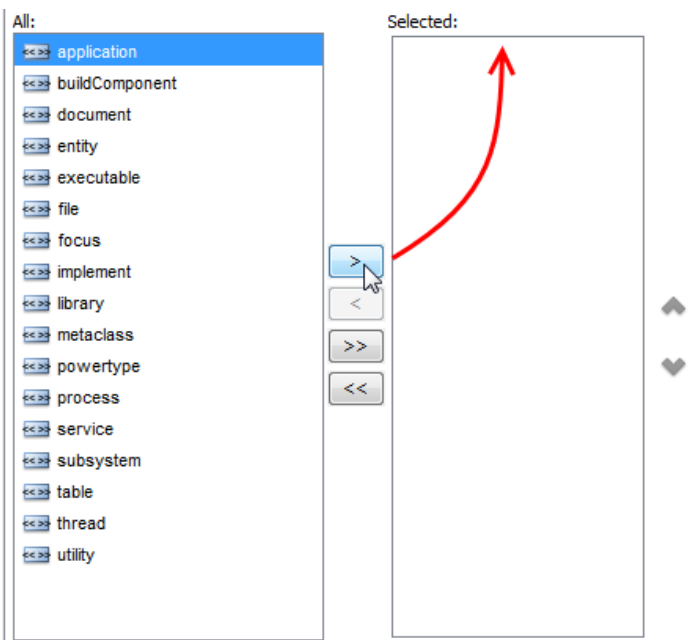 All:
Selected:
<<>> application
<<>> buildComponent
<<>> document
<<>> entity
<<>> executable
<<>> file
<<>> focus
<<>> implement
<<>> library
<<>> metaclass
<<>> powertype
<<>> process
<<>> service
<<>> subsystem
<<>> table
<<>> thread
<<>> utility
>
<
>>
<<